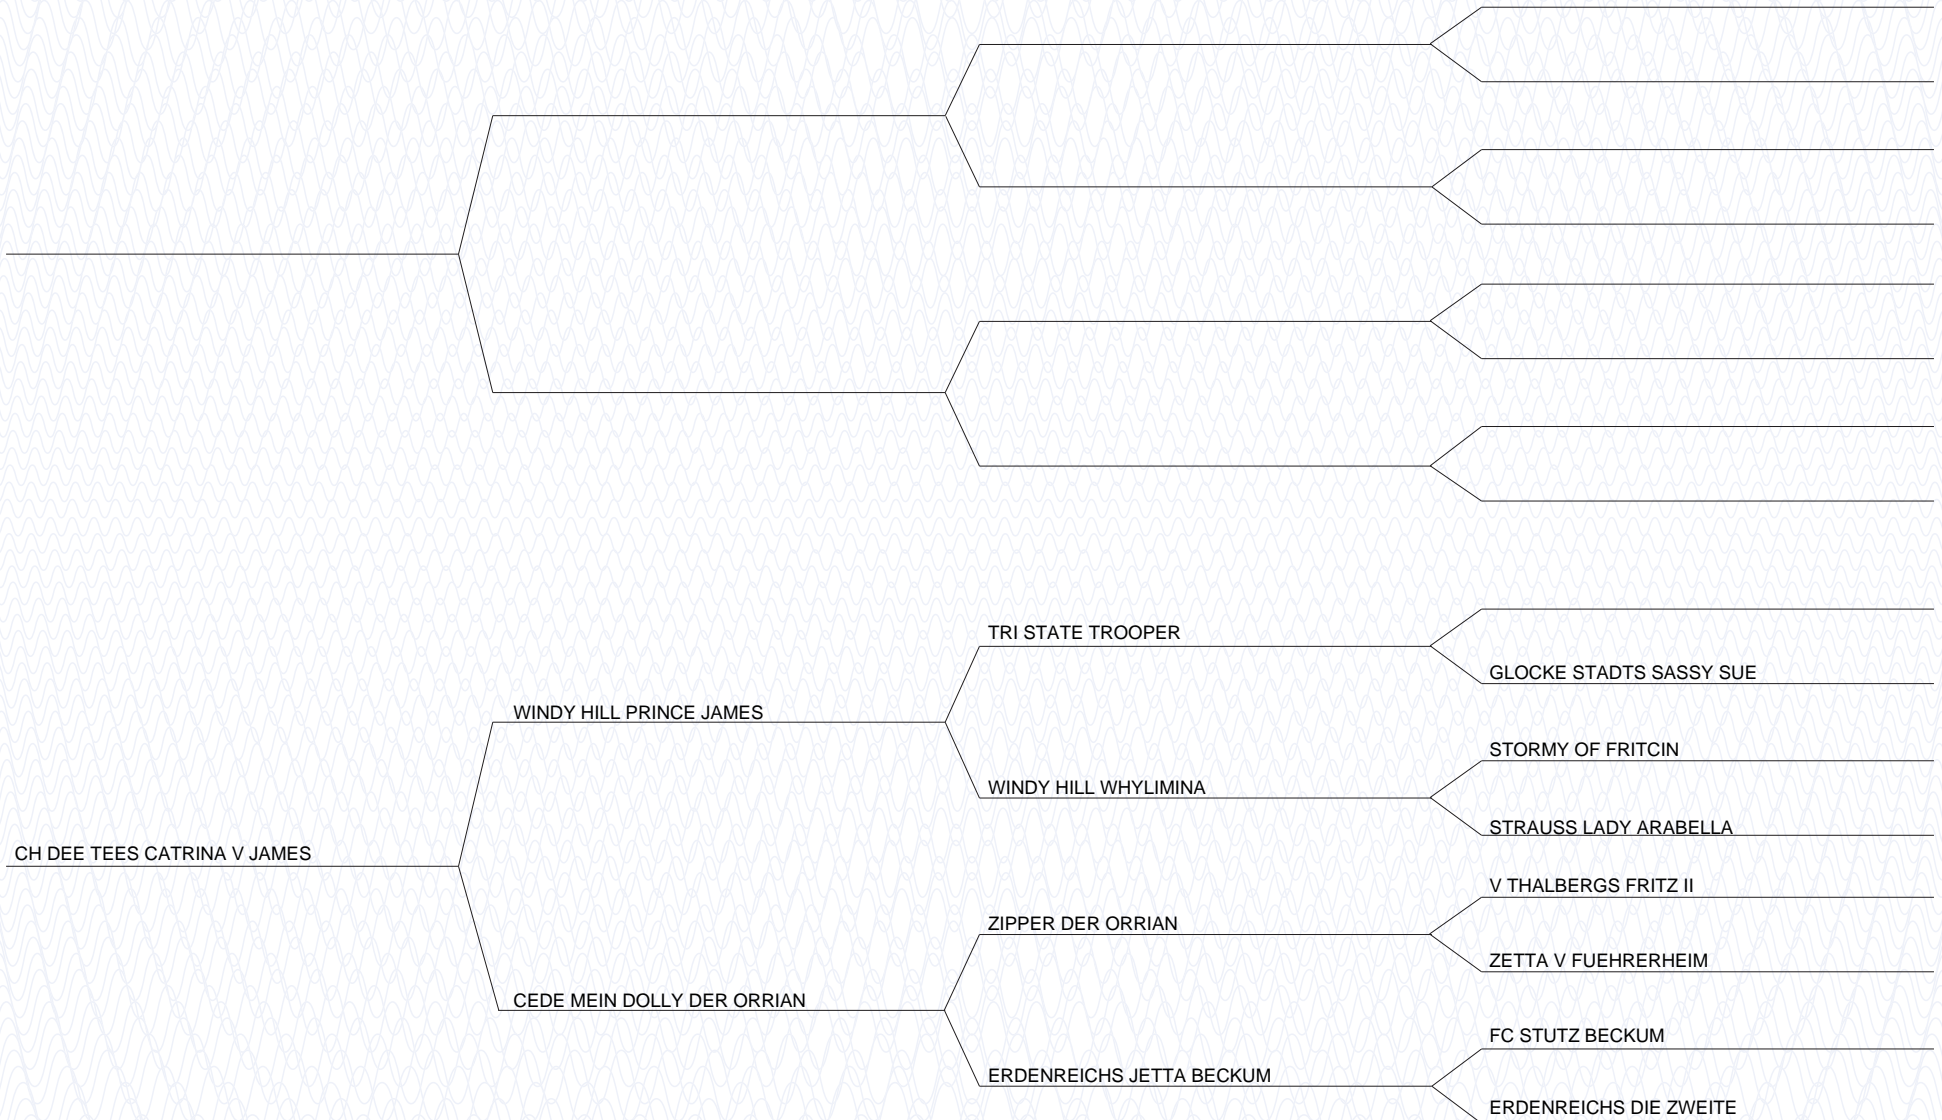 TRI STATE TROOPER
GLOCKE STADTS SASSY SUE
WINDY HILL PRINCE JAMES
STORMY OF FRITCIN
WINDY HILL WHYLIMINA
STRAUSS LADY ARABELLA
CH DEE TEES CATRINA V JAMES
V THALBERGS FRITZ II
ZIPPER DER ORRIAN
ZETTA V FUEHRERHEIM
CEDE MEIN DOLLY DER ORRIAN
FC STUTZ BECKUM
ERDENREICHS JETTA BECKUM
ERDENREICHS DIE ZWEITE